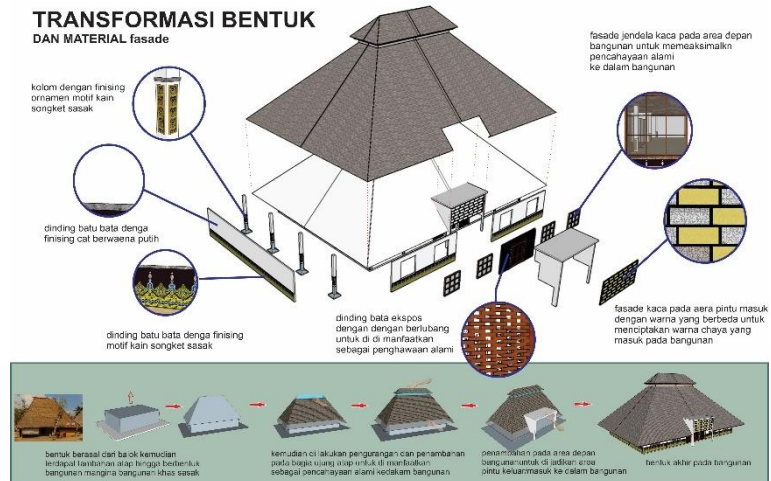 TRANSFORMASI BENTUK
DAN MATERIAL fasade
kolom dengan finising
ornamen motif kain
songket sasak
dinding batu bata denga
finising cat berwaena putih
dinding batu bata denga finising
motif kain songket sasak
dinding bata ekspos
dengan dengan berlubang
untuk di di manfaatkan
sebagai penghawaan alami
fasade jendela kaca pada area depan
bangunan untuk memeaksimalkn
pencahayaan alami
ke dalam bangunan
fasade kaca pada aera pintu masuk
dengan warna yang berbeda untuk
menciptakan warna chaya yang
masuk pada bangunan
bentuk berasal dari balok kemudian
terdapat tambahan atap hingga berbentuk
bangunan mangina bangunan khas sasak
kemudian di lakukan pengurangan dan penambahan
pada bagia ujung atap untuk di manfaatkan
sebagai pencahayaan alami kedakam bangunan
penambahan pada area depan
bangunanuntuk di jadikan area
pintu keluar/masuk ke dalam bangunan
bentuk akhir pada bangunan